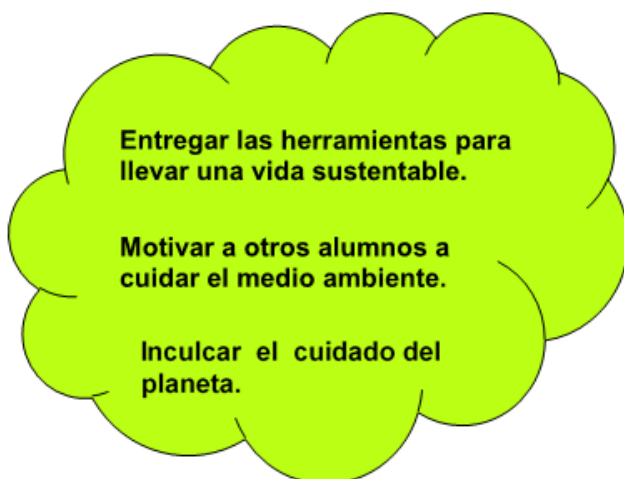 Entregar las herramientas para
llevar una vida sustentable.
Motivar a otros alumnos a
cuidar el medio ambiente.
Inculcar el cuidado del
planeta.